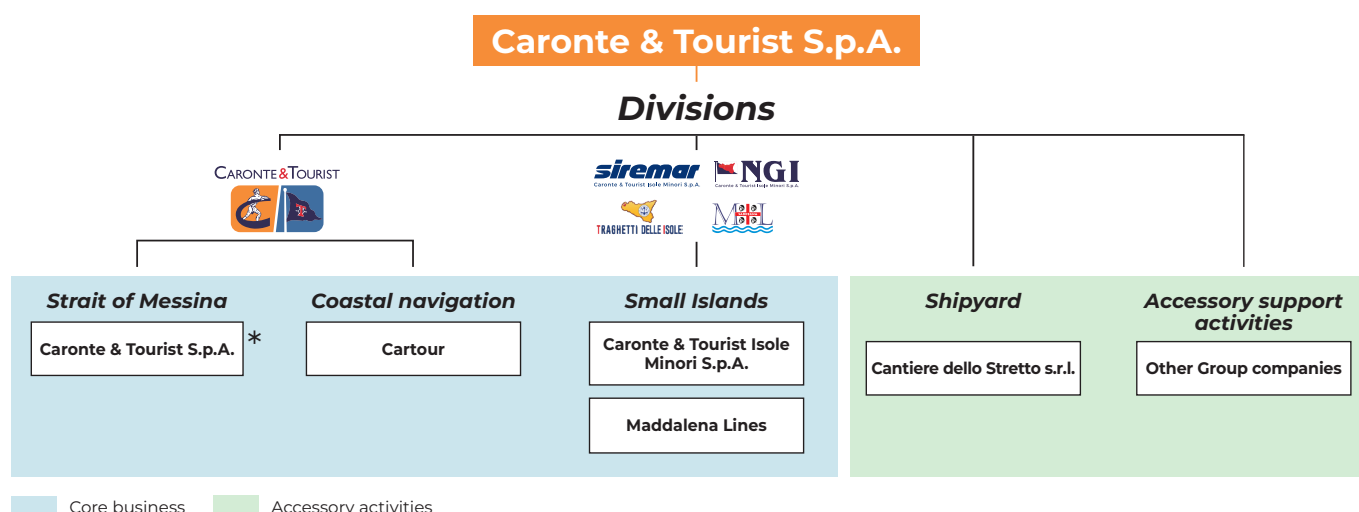 Caronte & Tourist S.p.A.
Divisions
CARONTE & TOURIST
siremar
Caronte & Tourist Isole Minori S.p.A.
NGI
Caronte & Tourist Isole Minori S.p.A.
TRAGHETTI DELLE ISOLE
ML
Strait of Messina
Caronte & Tourist S.p.A. *
Coastal navigation
Cartour
Small Islands
Caronte & Tourist Isole
Minori S.p.A.
Maddalena Lines
Shipyard
Cantiere dello Stretto s.r.l.
Accessory support
activities
Other Group companies
Core business
Accessory activities